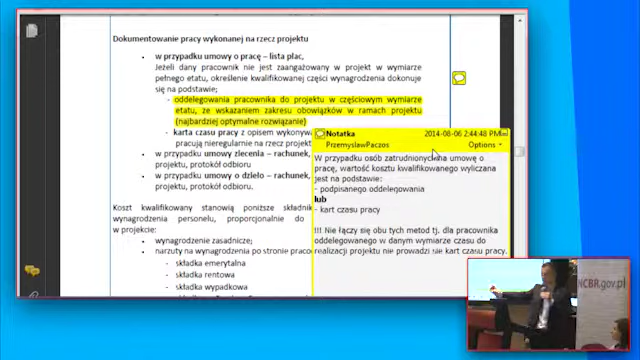 Dokumentowanie pracy wykonanej na rzecz projektu
• w przypadku umowy o pracę – lista płac,
Jeżeli dany pracownik nie jest zaangażowany w projekt w wymiarze
pełnego etatu, określenie kwalifikowanej części wynagrodzenia dokonuje
się na podstawie;
- oddelegowania pracownika do projektu w częściowym wymiarze
etatu, ze wskazaniem zakresu obowiązków w ramach projektu
(najbardziej optymalne rozwiązanie)
- karta czasu pracy z opisem wykonyw
pracują nieregularnie na rzecz projekt
• w przypadku umowy zlecenia – rachunek,
projekt, protokół odbioru
• w przypadku umowy o dzieło – rachunek,
projekt, protokół odbioru.
Koszt kwalifikowany stanowią poniższe składnik
wynagrodzenia personelu, proporcjonalnie do
w projekcie:
• wynagrodzenie zasadnicze;
• narzuty na wynagrodzenia po stronie praco
- składka emerytalna
- składka rentowa
- składka wypadkowa
Notatka 2014-08-06 2:44:48 PM
PrzemyslawPaczos Options
W przypadku osób zatrudnionych na umowę o
pracę, wartość kosztu kwalifikowanego wyliczana
jest na podstawie:
- podpisanego oddelegowania
lub
- kart czasu pracy
!!! Nie łączy się obu tych metod tj. dla pracownika
oddelegowanego w danym wymiarze czasu do
realizacji projektu nie prowadzi się kart czasu pracy.
NCBR.gov.pl